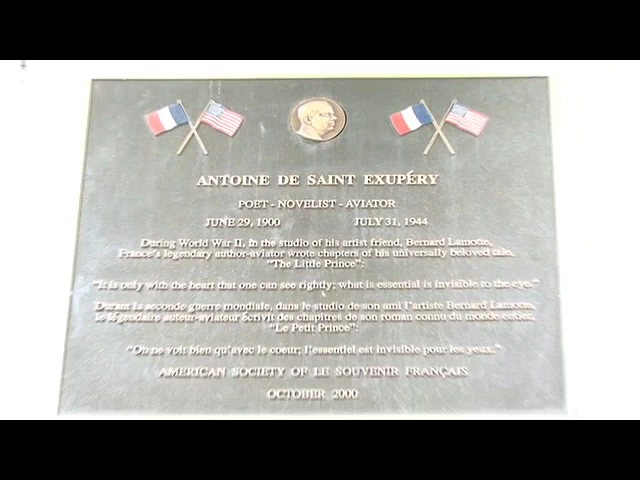 ANTOINE DE SAINT EXUPÉRY
POET - NOVELIST - AVIATOR
JUNE 29, 1900 JULY 31, 1944
During World War II, in the studio of his artist friend, Bernard Lamotte,
France's legendary author-aviator wrote chapters of his universally beloved tale,
"The Little Prince":
"It is only with the heart that one can see rightly; what is essential is invisible to the eye."
Durant la seconde guerre mondiale, dans le studio de son ami l'artiste Bernard Lamotte,
le légendaire auteur-aviateur écrivit des chapitres de son roman connu du monde entier,
"Le Petit Prince":
"On ne voit bien qu'avec le coeur; l'essentiel est invisible pour les yeux."
AMERICAN SOCIETY OF LE SOUVENIR FRANÇAIS
OCTOBER 2000